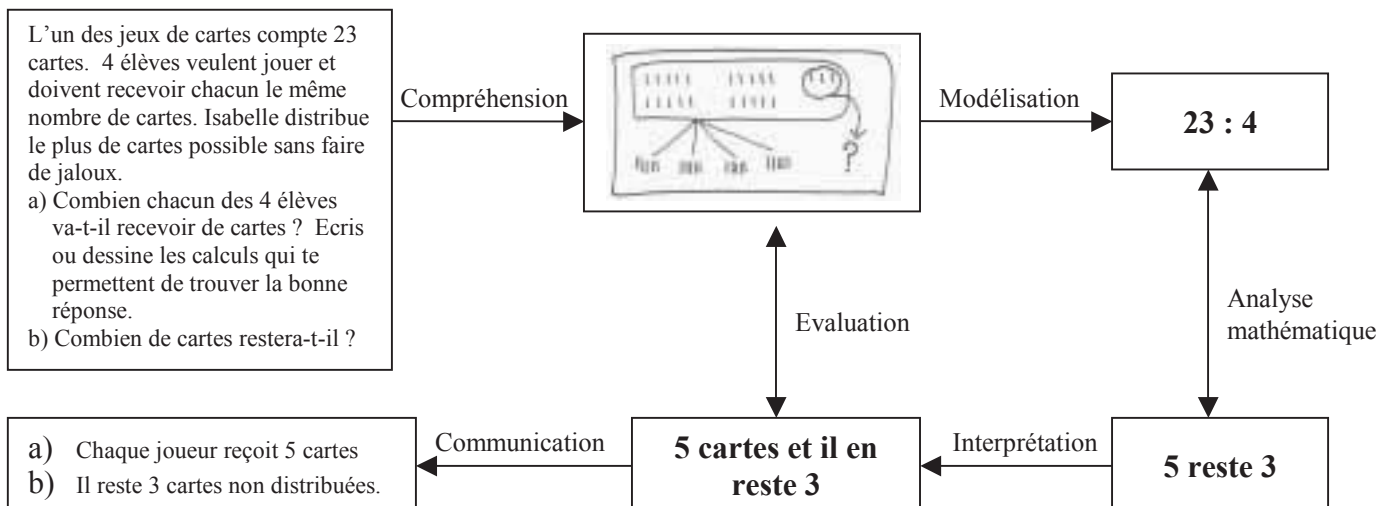 L'un des jeux de cartes compte 23
cartes. 4 élèves veulent jouer et
doivent recevoir chacun le même
nombre de cartes. Isabelle distribue
le plus de cartes possible sans faire
de jaloux.
a) Combien chacun des 4 élèves
va-t-il recevoir de cartes ? Ecris
ou dessine les calculs qui te
permettent de trouver la bonne
réponse.
b) Combien de cartes restera-t-il ?
Compréhension
?
Modélisation
23 : 4
Evaluation
Analyse
mathématique
a) Chaque joueur reçoit 5 cartes
b) Il reste 3 cartes non distribuées.
Communication
5 cartes et il en
reste 3
Interprétation
5 reste 3